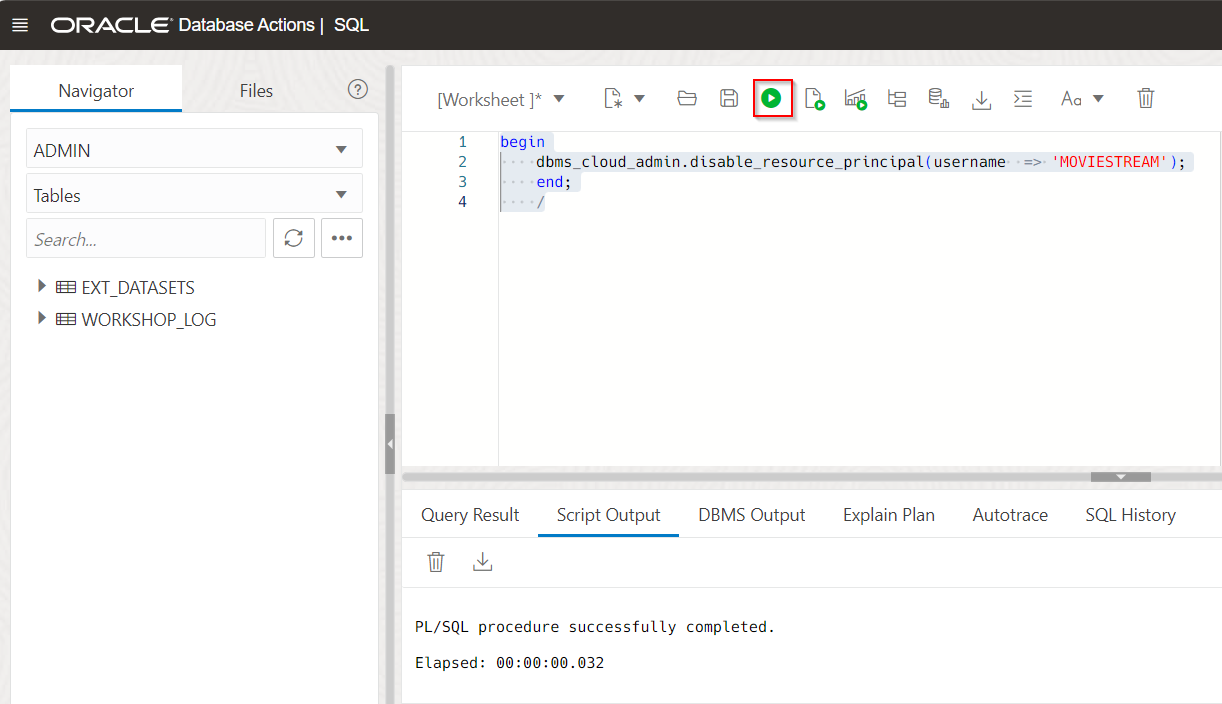 ORACLE Database Actions | SQL
Navigator
Files
?
ADMIN
Tables
Search...
EXT_DATASETS
WORKSHOP_LOG
[Worksheet ]*
Aa
1 begin
2 dbms_cloud_admin.disable_resource_principal(username => 'MOVIESTREAM');
3 end;
4 /
Query Result
Script Output
DBMS Output
Explain Plan
Autotrace
SQL History
PL/SQL procedure successfully completed.
Elapsed: 00:00:00.032